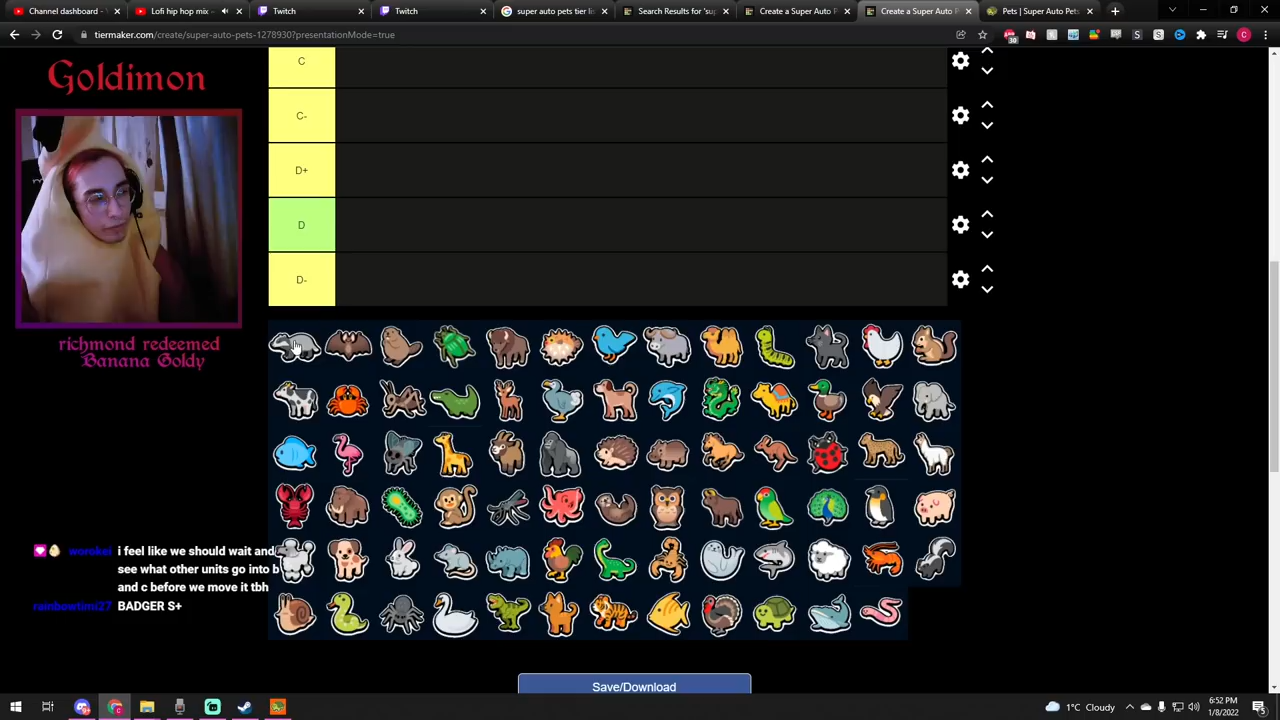 Channel dashboard -
Lofi hip hop mix -
Twitch
Twitch
super auto pets tier lis
Search Results for 'sup
Create a Super Auto P
Create a Super Auto P
Pets | Super Auto Pets
tiermaker.com/create/super-auto-pets-1278930?presentationMode=true
Goldimon
richmond redeemed
Banana Goldy
C
C-
D+
D
D-
i feel like we should wait and
see what other units go into b
and c before we move it tbh
rainbowtimi27 BADGER S+
Save/Download
1°C Cloudy
6:52 PM
1/8/2022